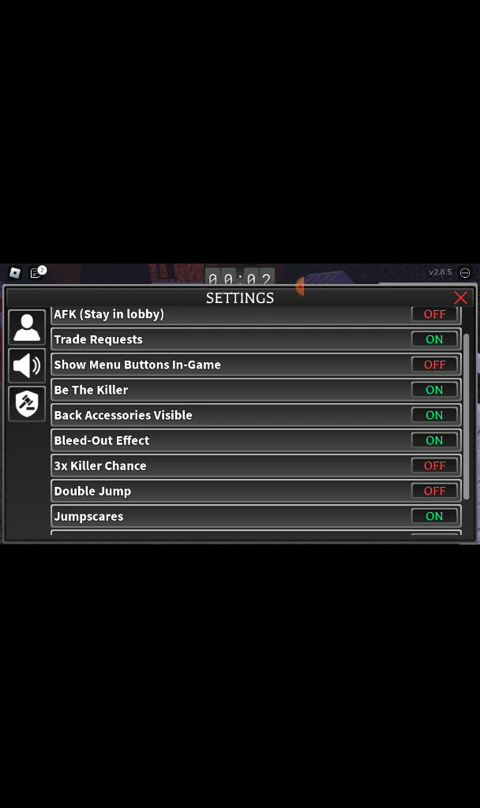 2
00:02
v2.8.5
SETTINGS
AFK (Stay in lobby) OFF
Trade Requests ON
Show Menu Buttons In-Game OFF
Be The Killer ON
Back Accessories Visible ON
Bleed-Out Effect ON
3x Killer Chance OFF
Double Jump OFF
Jumpscares ON